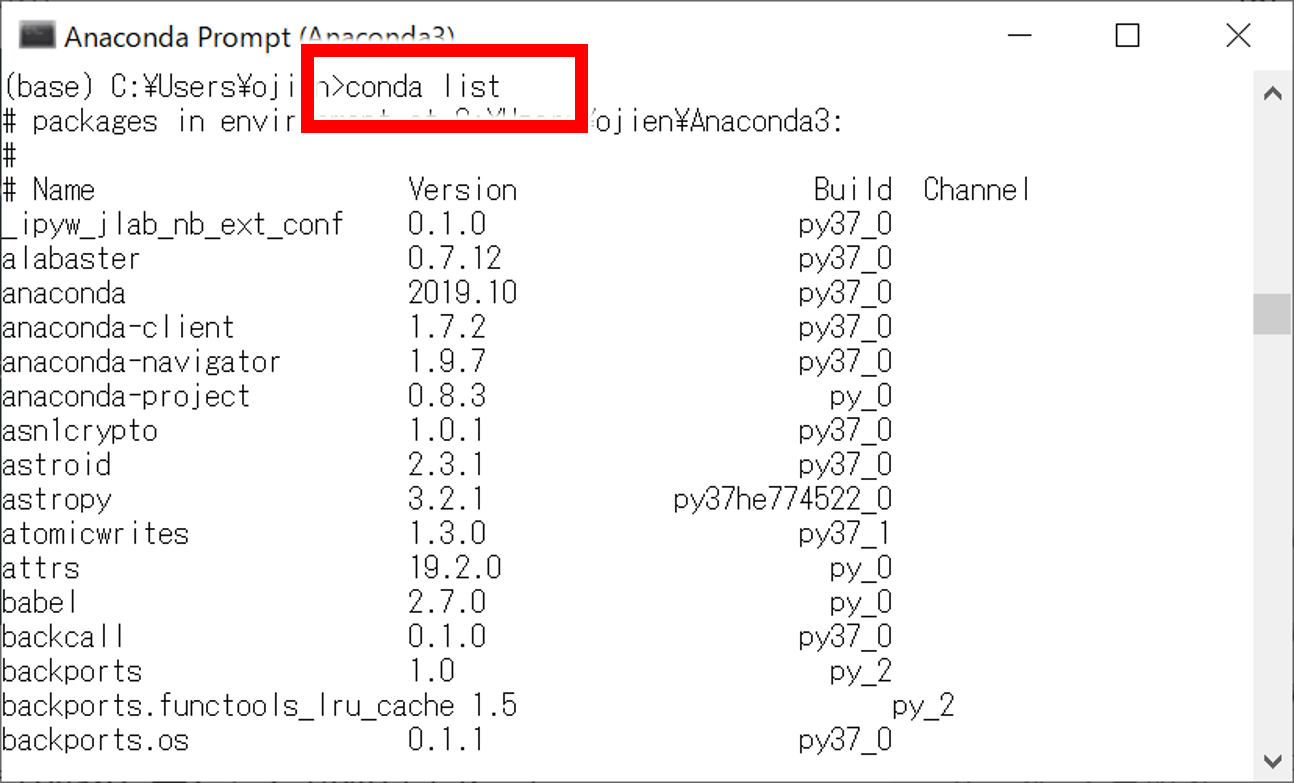 Anaconda Prompt (Anaconda3)
(base) C:¥Users¥ojien>conda list
# packages in environment at C:¥Users¥ojien¥Anaconda3:
#
# Name Version Build Channel
_ipyw_jlab_nb_ext_conf 0.1.0 py37_0
alabaster 0.7.12 py37_0
anaconda 2019.10 py37_0
anaconda-client 1.7.2 py37_0
anaconda-navigator 1.9.7 py37_0
anaconda-project 0.8.3 py_0
asn1crypto 1.0.1 py37_0
astroid 2.3.1 py37_0
astropy 3.2.1 py37he774522_0
atomicwrites 1.3.0 py37_1
attrs 19.2.0 py_0
babel 2.7.0 py_0
backcall 0.1.0 py37_0
backports 1.0 py_2
backports.functools_lru_cache 1.5 py_2
backports.os 0.1.1 py37_0